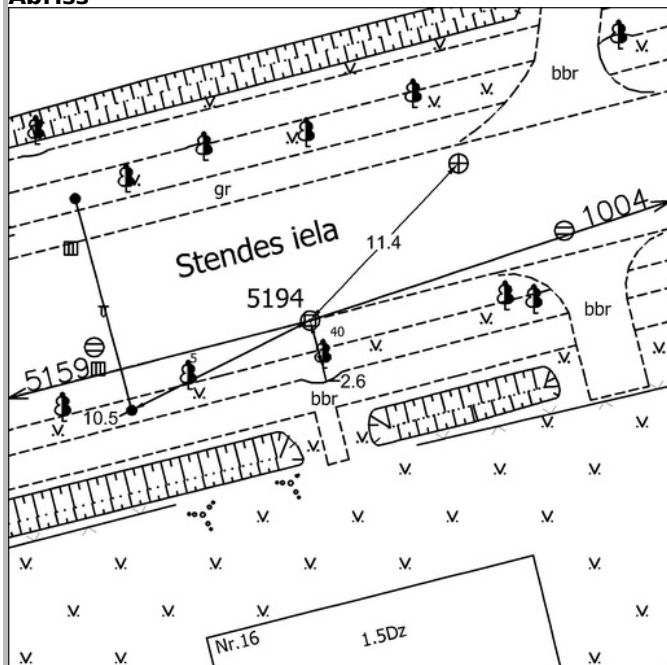 Abriss
bbr
gr
1004
11.4
Stendes iela
5194
40
bbr
5
5159
2.6
bbr
10.5
Nr.16
1.5Dz